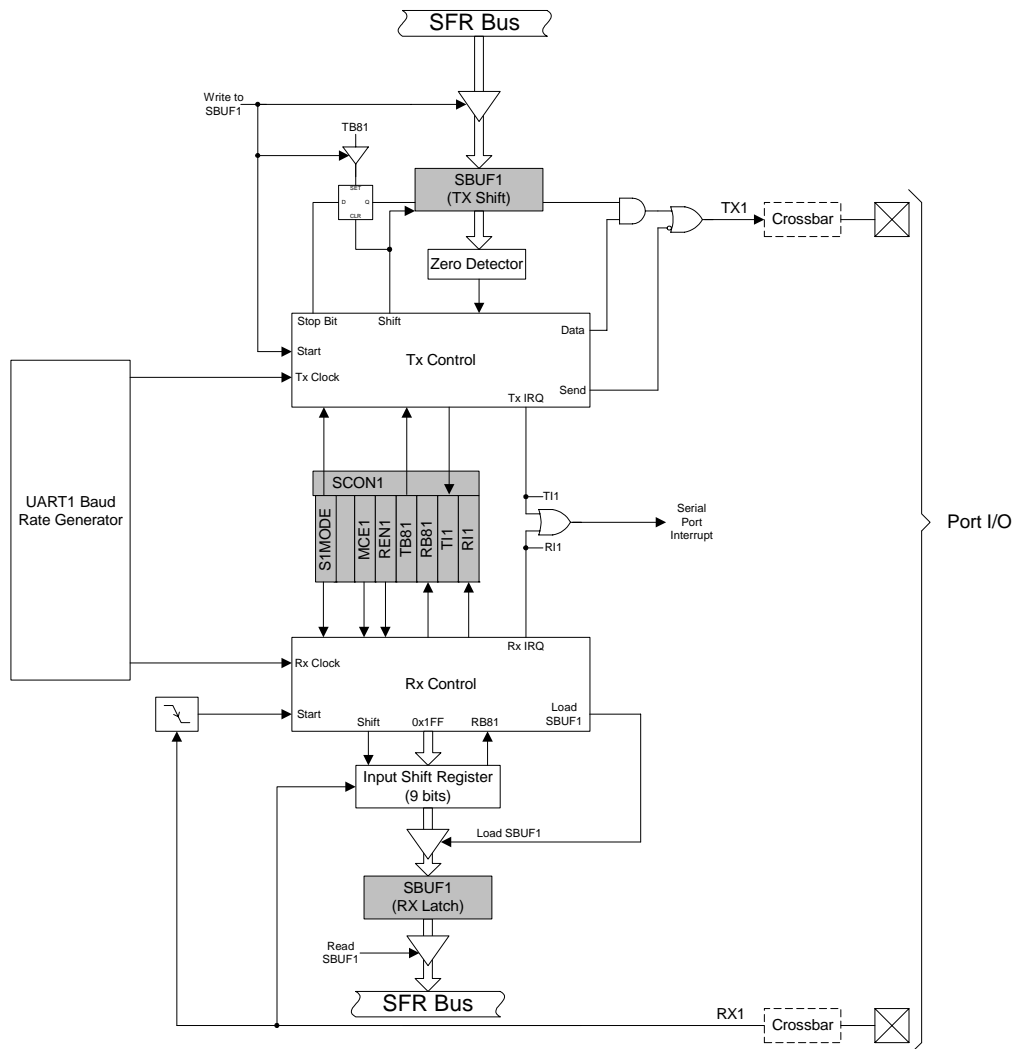 SFR Bus
Write to
SBUF1
TB81
SET
D
Q
CLR
SBUF1
(TX Shift)
TX1
Crossbar
Zero Detector
Stop Bit
Shift
Data
Start
Tx Control
Tx Clock
Send
Tx IRQ
UART1 Baud
Rate Generator
SCON1
S1MODE
MCE1
REN1
TB81
RB81
TI1
RI1
TI1
RI1
Serial
Port
Interrupt
Port I/O
Rx IRQ
Rx Clock
Rx Control
Start
Load
SBUF1
Shift
0x1FF
RB81
Input Shift Register
(9 bits)
Load SBUF1
SBUF1
(RX Latch)
Read
SBUF1
SFR Bus
RX1
Crossbar